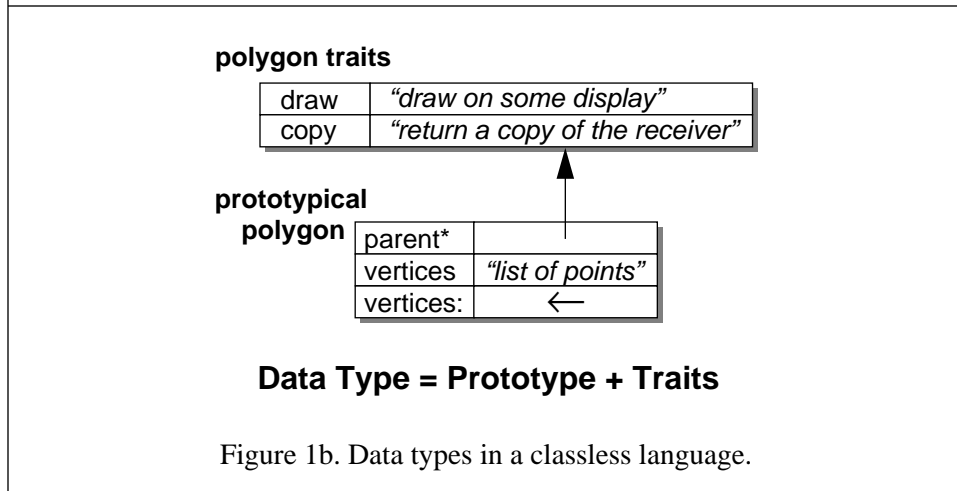 polygon traits
draw “draw on some display”
copy “return a copy of the receiver”
prototypical
polygon
parent*
vertices “list of points”
vertices: ←
Data Type = Prototype + Traits
Figure 1b. Data types in a classless language.